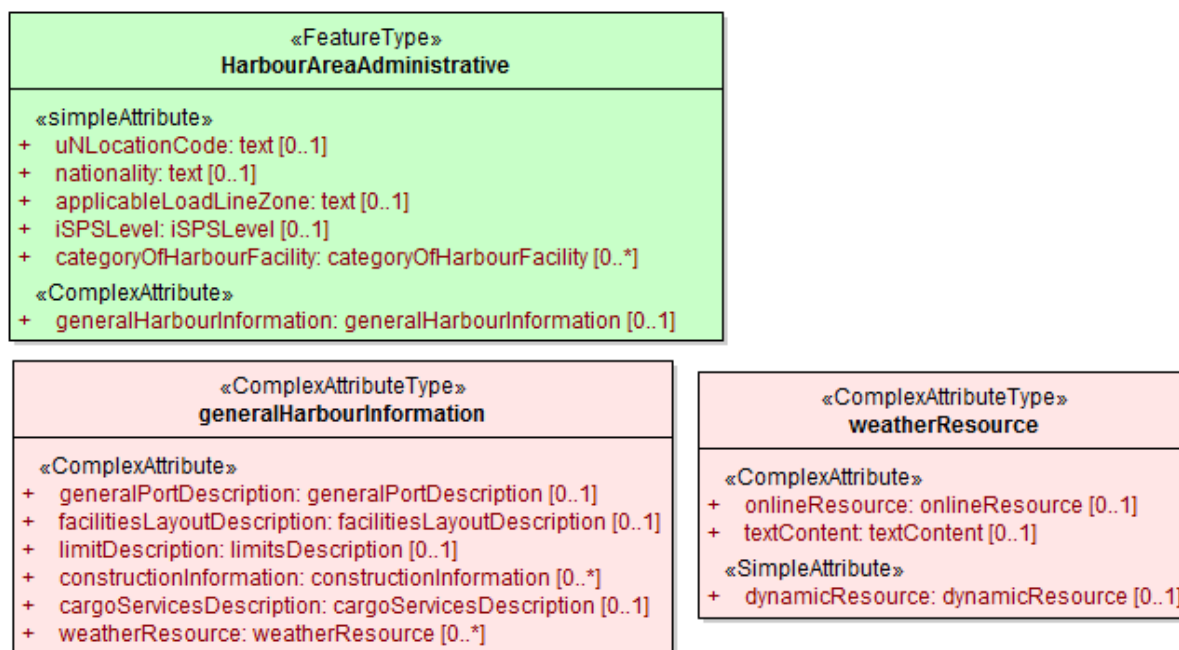 «FeatureType»
HarbourAreaAdministrative
«simpleAttribute»
+ uNLocationCode: text [0..1]
+ nationality: text [0..1]
+ applicableLoadLineZone: text [0..1]
+ iSPSLevel: iSPSLevel [0..1]
+ categoryOfHarbourFacility: categoryOfHarbourFacility [0..*]
«ComplexAttribute»
+ generalHarbourInformation: generalHarbourInformation [0..1]
«ComplexAttributeType»
generalHarbourInformation
«ComplexAttribute»
+ generalPortDescription: generalPortDescription [0..1]
+ facilitiesLayoutDescription: facilitiesLayoutDescription [0..1]
+ limitDescription: limitsDescription [0..1]
+ constructionInformation: constructionInformation [0..*]
+ cargoServicesDescription: cargoServicesDescription [0..1]
+ weatherResource: weatherResource [0..*]
«ComplexAttributeType»
weatherResource
«ComplexAttribute»
+ onlineResource: onlineResource [0..1]
+ textContent: textContent [0..1]
«SimpleAttribute»
+ dynamicResource: dynamicResource [0..1]